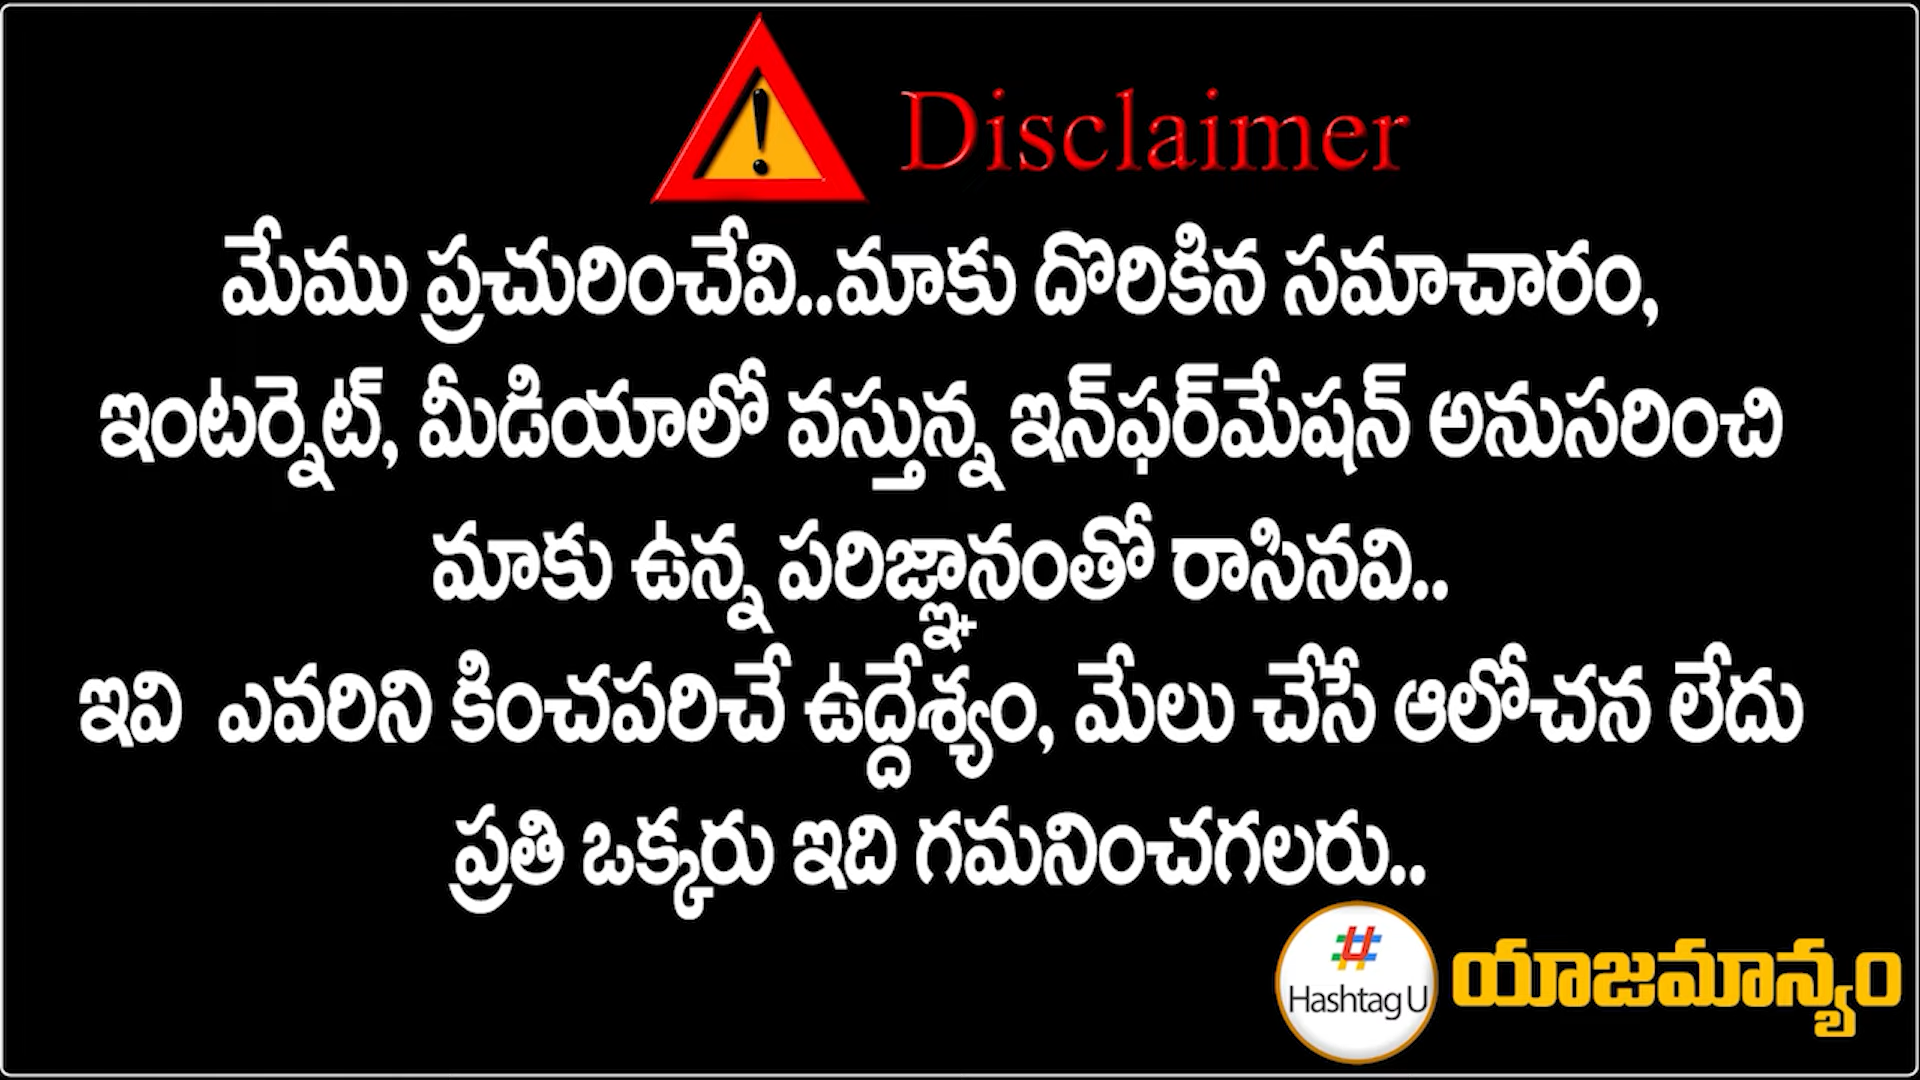 Disclaimer
మేము ప్రచురించేవి..మాకు దొరికిన సమాచారం,
ఇంటర్నెట్, మీడియాలో వస్తున్న ఇన్‌ఫర్‌మేషన్ అనుసరించి
మాకు ఉన్న పరిజ్ఞానంతో రాసినవి..
ఇవి ఎవరిని కించపరిచే ఉద్దేశ్యం, మేలు చేసే ఆలోచన లేదు
ప్రతి ఒక్కరు ఇది గమనించగలరు..
Hashtag U యాజమాన్యం